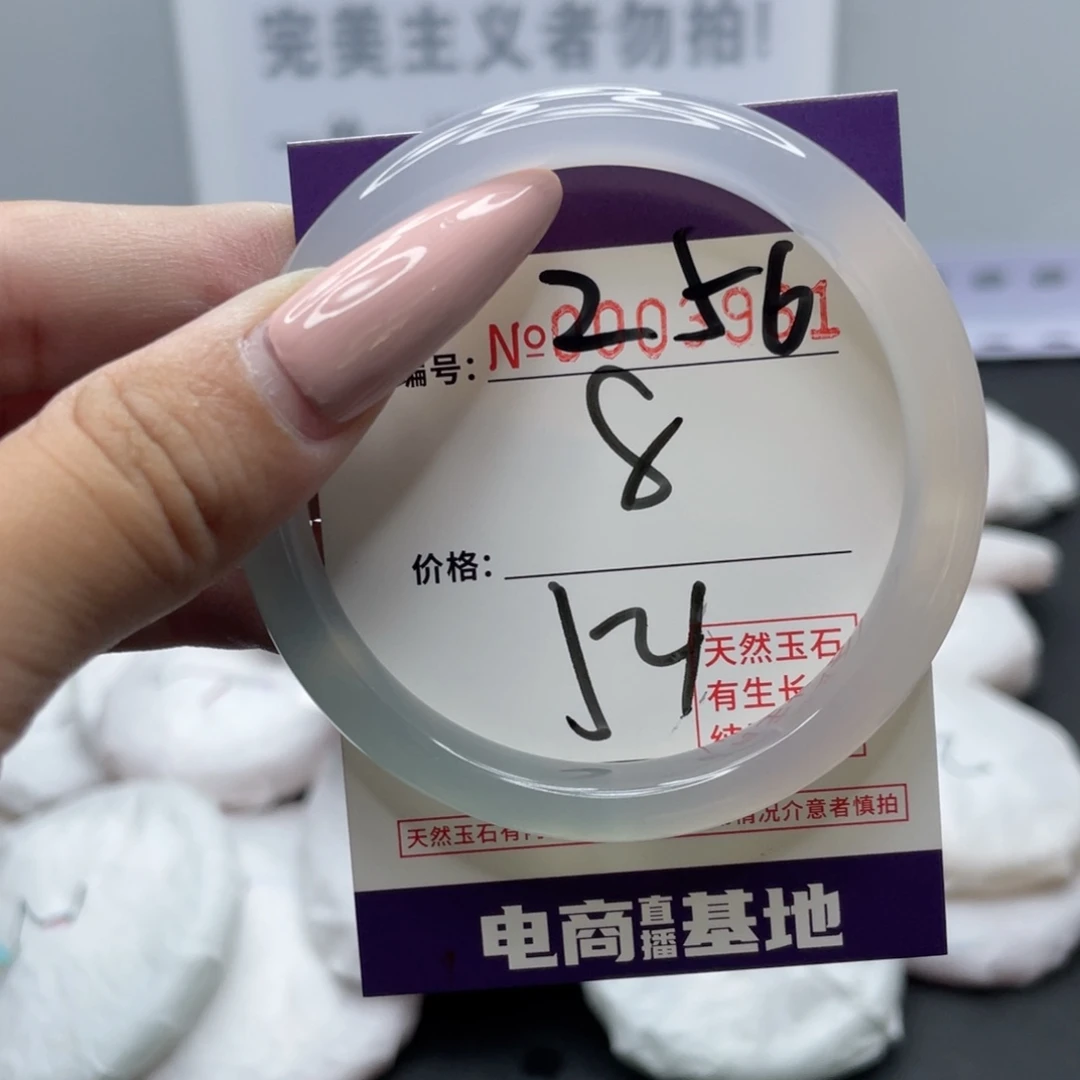 完美主义者勿拍!
256
编号: №0003961
8
价格:
54
天然玉石
有生长
天然玉石有
情况介意者慎拍
电商直播基地